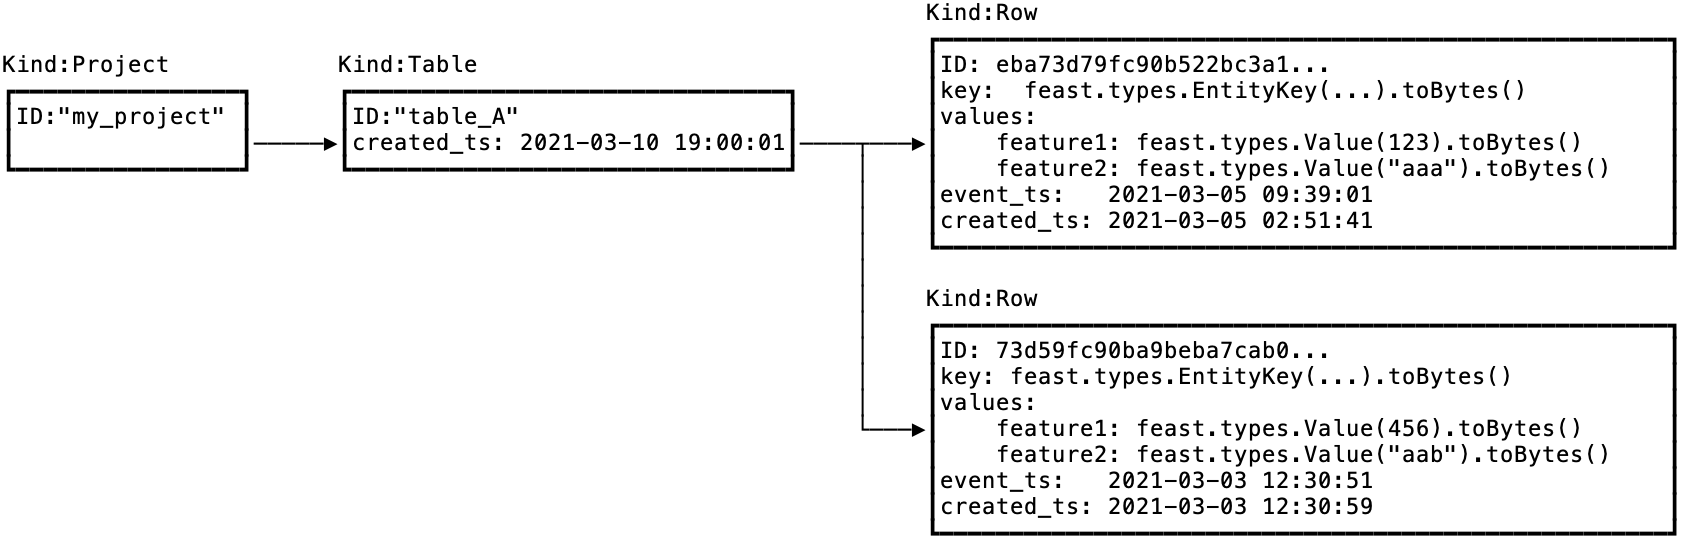 Kind:Project
ID:"my_project"
Kind:Table
ID:"table_A"
created_ts: 2021-03-10 19:00:01
Kind:Row
ID: eba73d79fc90b522bc3a1...
key:  feast.types.EntityKey(...).toBytes()
values:
    feature1: feast.types.Value(123).toBytes()
    feature2: feast.types.Value("aaa").toBytes()
event_ts:   2021-03-05 09:39:01
created_ts: 2021-03-05 02:51:41
Kind:Row
ID: 73d59fc90ba9beba7cab0...
key: feast.types.EntityKey(...).toBytes()
values:
    feature1: feast.types.Value(456).toBytes()
    feature2: feast.types.Value("aab").toBytes()
event_ts:   2021-03-03 12:30:51
created_ts: 2021-03-03 12:30:59